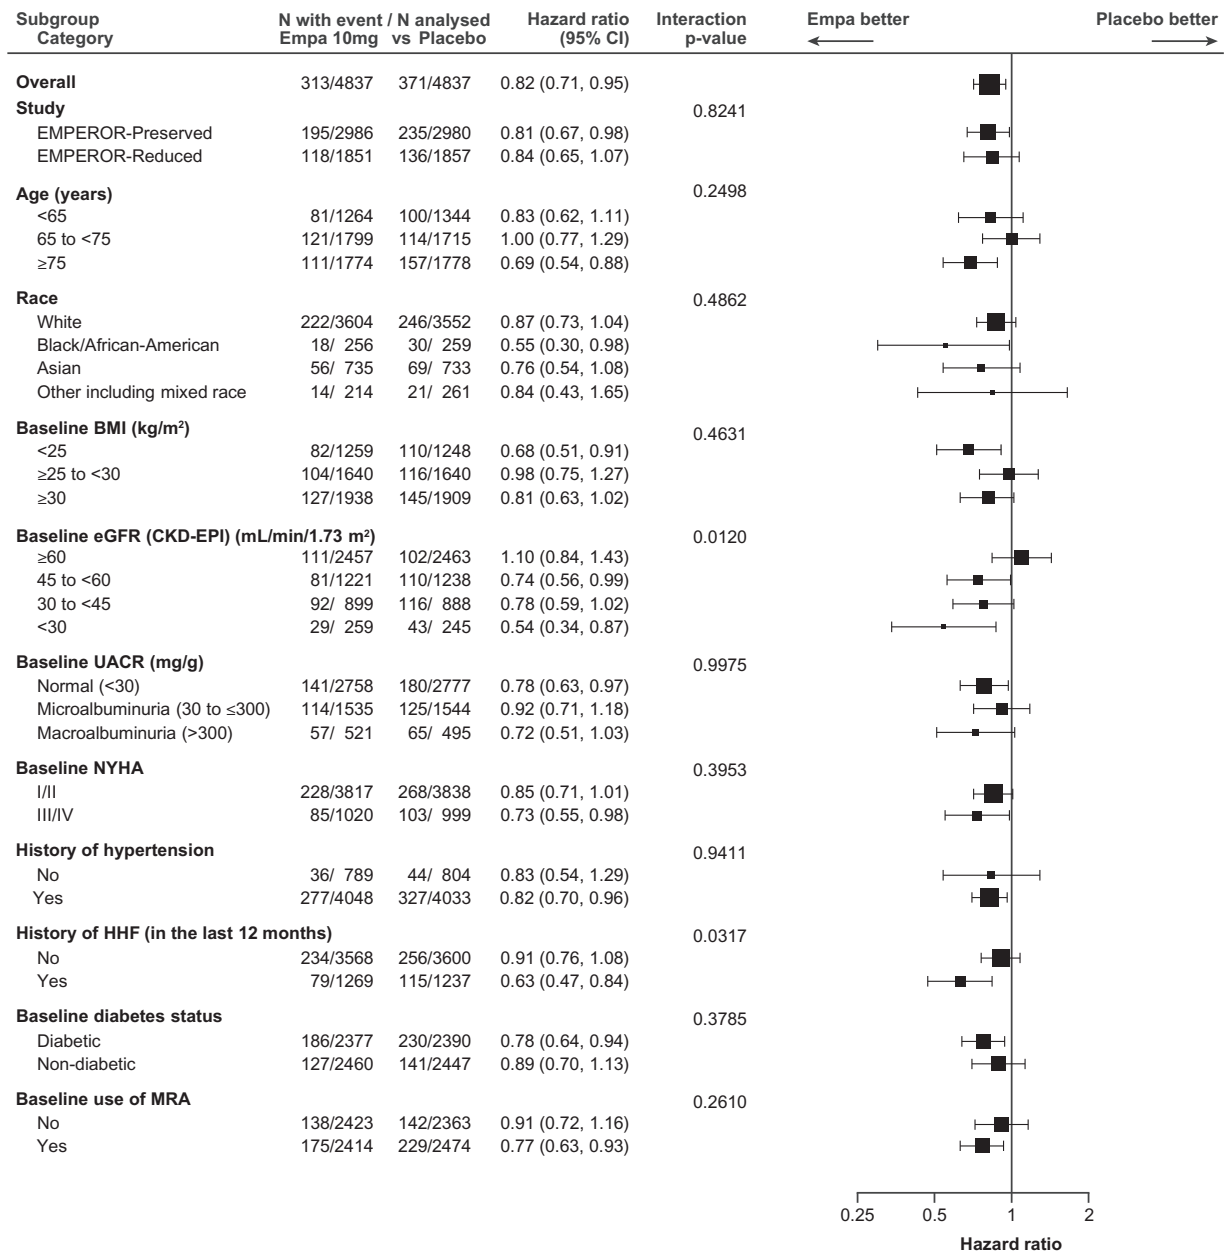 Subgroup N with event / N analysed Hazard ratio Interaction Empa better Placebo better
Category Empa 10mg vs Placebo (95% CI) p-value
Overall 313/4837 371/4837 0.82 (0.71, 0.95)
Study 0.8241
EMPEROR-Preserved 195/2986 235/2980 0.81 (0.67, 0.98)
EMPEROR-Reduced 118/1851 136/1857 0.84 (0.65, 1.07)
Age (years) 0.2498
<65 81/1264 100/1344 0.83 (0.62, 1.11)
65 to <75 121/1799 114/1715 1.00 (0.77, 1.29)
≥75 111/1774 157/1778 0.69 (0.54, 0.88)
Race 0.4862
White 222/3604 246/3552 0.87 (0.73, 1.04)
Black/African-American 18/ 256 30/ 259 0.55 (0.30, 0.98)
Asian 56/ 735 69/ 733 0.76 (0.54, 1.08)
Other including mixed race 14/ 214 21/ 261 0.84 (0.43, 1.65)
Baseline BMI (kg/m²) 0.4631
<25 82/1259 110/1248 0.68 (0.51, 0.91)
≥25 to <30 104/1640 116/1640 0.98 (0.75, 1.27)
≥30 127/1938 145/1909 0.81 (0.63, 1.02)
Baseline eGFR (CKD-EPI) (mL/min/1.73 m²) 0.0120
≥60 111/2457 102/2463 1.10 (0.84, 1.43)
45 to <60 81/1221 110/1238 0.74 (0.56, 0.99)
30 to <45 92/ 899 116/ 888 0.78 (0.59, 1.02)
<30 29/ 259 43/ 245 0.54 (0.34, 0.87)
Baseline UACR (mg/g) 0.9975
Normal (<30) 141/2758 180/2777 0.78 (0.63, 0.97)
Microalbuminuria (30 to ≤300) 114/1535 125/1544 0.92 (0.71, 1.18)
Macroalbuminuria (>300) 57/ 521 65/ 495 0.72 (0.51, 1.03)
Baseline NYHA 0.3953
I/II 228/3817 268/3838 0.85 (0.71, 1.01)
III/IV 85/1020 103/ 999 0.73 (0.55, 0.98)
History of hypertension 0.9411
No 36/ 789 44/ 804 0.83 (0.54, 1.29)
Yes 277/4048 327/4033 0.82 (0.70, 0.96)
History of HHF (in the last 12 months) 0.0317
No 234/3568 256/3600 0.91 (0.76, 1.08)
Yes 79/1269 115/1237 0.63 (0.47, 0.84)
Baseline diabetes status 0.3785
Diabetic 186/2377 230/2390 0.78 (0.64, 0.94)
Non-diabetic 127/2460 141/2447 0.89 (0.70, 1.13)
Baseline use of MRA 0.2610
No 138/2423 142/2363 0.91 (0.72, 1.16)
Yes 175/2414 229/2474 0.77 (0.63, 0.93)
0.25 0.5 1 2
Hazard ratio